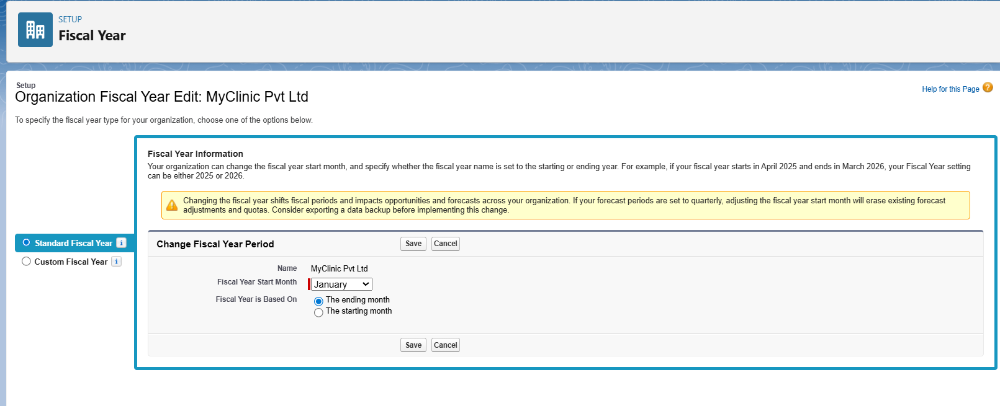 SETUP
Fiscal Year
Setup
Organization Fiscal Year Edit: MyClinic Pvt Ltd
Help for this Page ?
To specify the fiscal year type for your organization, choose one of the options below.
Fiscal Year Information
Your organization can change the fiscal year start month, and specify whether the fiscal year name is set to the starting or ending year. For example, if your fiscal year starts in April 2025 and ends in March 2026, your Fiscal Year setting
can be either 2025 or 2026.
Changing the fiscal year shifts fiscal periods and impacts opportunities and forecasts across your organization. If your forecast periods are set to quarterly, adjusting the fiscal year start month will erase existing forecast
adjustments and quotas. Consider exporting a data backup before implementing this change.
Standard Fiscal Year i
Custom Fiscal Year i
Change Fiscal Year Period Save Cancel
Name MyClinic Pvt Ltd
Fiscal Year Start Month January
Fiscal Year is Based On The ending month
The starting month
Save Cancel